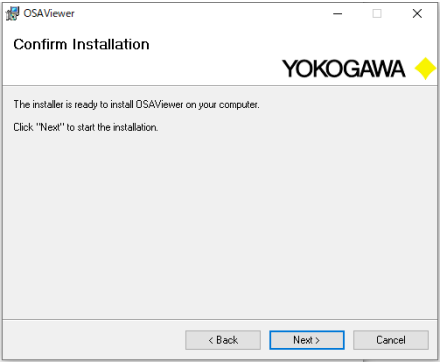 OSAViewer
Confirm Installation
YOKOGAWA
The installer is ready to install OSAViewer on your computer.
Click "Next" to start the installation.
< Back
Next >
Cancel